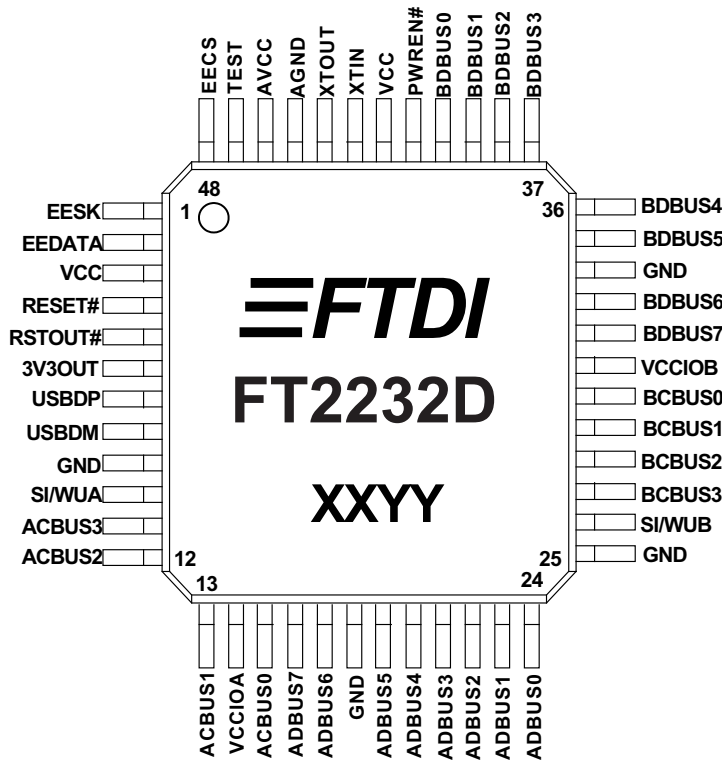 EECS
TEST
AVCC
AGND
XTOUT
XTIN
VCC
PWREN#
BDBUS0
BDBUS1
BDBUS2
BDBUS3
48
37
1
36
EESK
EEDATA
VCC
RESET#
RSTOUT#
3V3OUT
USBDP
USBDM
GND
SI/WUA
ACBUS3
ACBUS2
FTDI
FT2232D
XXYY
BDBUS4
BDBUS5
GND
BDBUS6
BDBUS7
VCCIOB
BCBUS0
BCBUS1
BCBUS2
BCBUS3
SI/WUB
GND
12
25
13
24
ACBUS1
VCCIOA
ACBUS0
ADBUS7
ADBUS6
GND
ADBUS5
ADBUS4
ADBUS3
ADBUS2
ADBUS1
ADBUS0